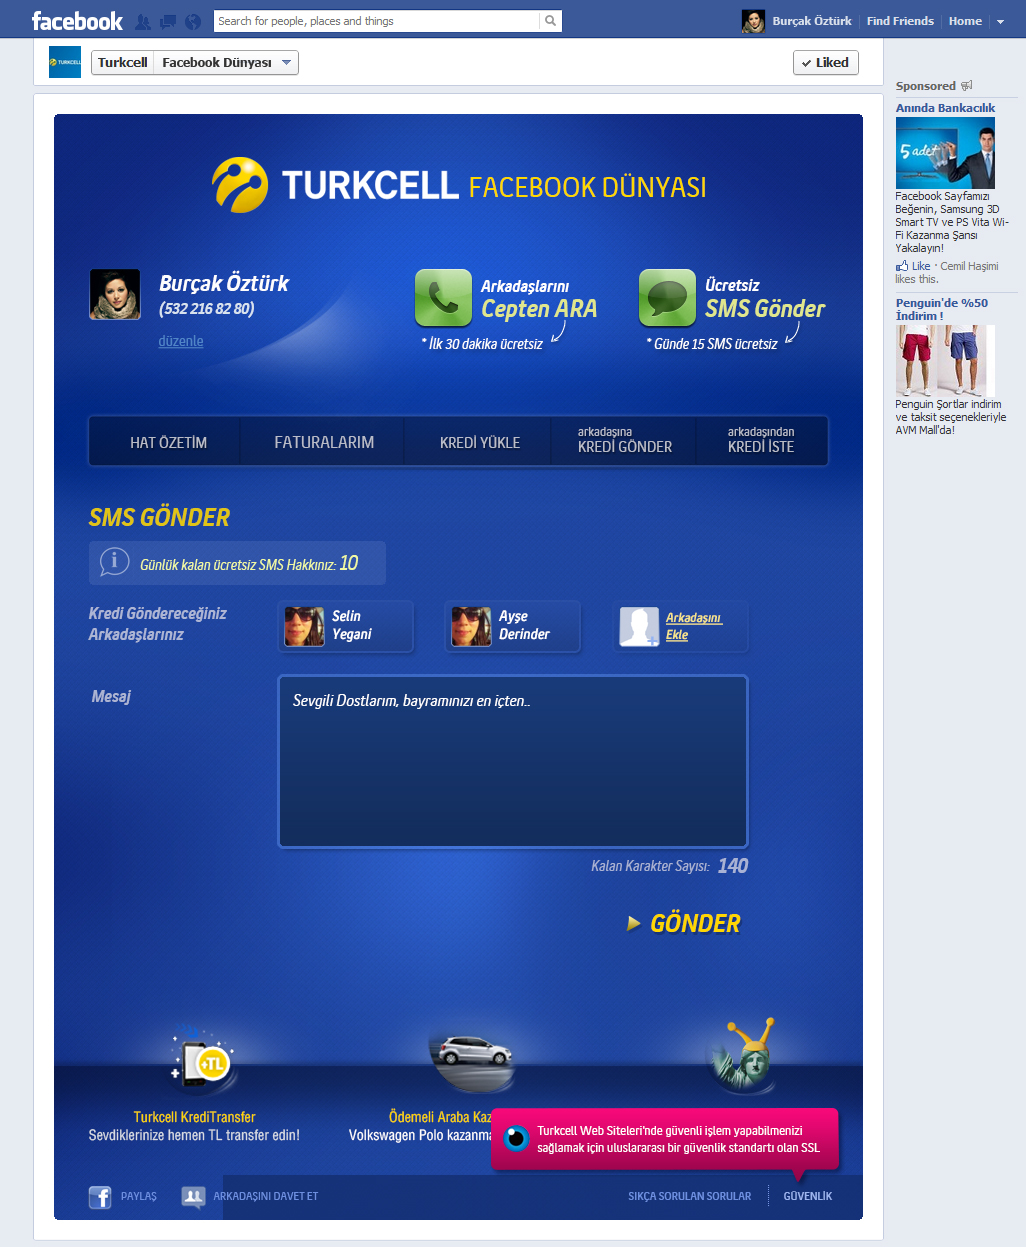 facebook
Search for people, places and things
Burçak Öztürk
Find Friends
Home
TURKCELL
Turkcell
Facebook Dünyası
Liked
Sponsored
Anında Bankacılık
5 adet
Facebook Sayfamızı
Beğenin, Samsung 3D
Smart TV ve PS Vita Wi-
Fi Kazanma Şansı
Yakalayın!
Like · Cemil Haşimi
likes this.
Penguin'de %50
İndirim !
Penguin Şortlar indirim
ve taksit seçenekleriyle
AVM Mall'da!
TURKCELL FACEBOOK DÜNYASI
Burçak Öztürk
(532 216 82 80)
düzenle
Arkadaşlarını
Cepten ARA
* İlk 30 dakika ücretsiz
Ücretsiz
SMS Gönder
* Günde 15 SMS ücretsiz
HAT ÖZETİM
FATURALARIM
KREDİ YÜKLE
arkadaşına
KREDİ GÖNDER
arkadaşından
KREDİ İSTE
SMS GÖNDER
Günlük kalan ücretsiz SMS Hakkınız: 10
Kredi Göndereceğiniz
Arkadaşlarınız
Selin
Yegani
Ayşe
Derinder
Arkadaşını
Ekle
Mesaj
Sevgili Dostlarım, bayramınızı en içten..
Kalan Karakter Sayısı: 140
GÖNDER
+TL
Turkcell KrediTransfer
Sevdiklerinize hemen TL transfer edin!
Ödemeli Araba Kaz
Volkswagen Polo kazanma
Turkcell Web Siteleri'nde güvenli işlem yapabilmenizi
sağlamak için uluslararası bir güvenlik standartı olan SSL
PAYLAŞ
ARKADAŞINI DAVET ET
SIKÇA SORULAN SORULAR
GÜVENLİK